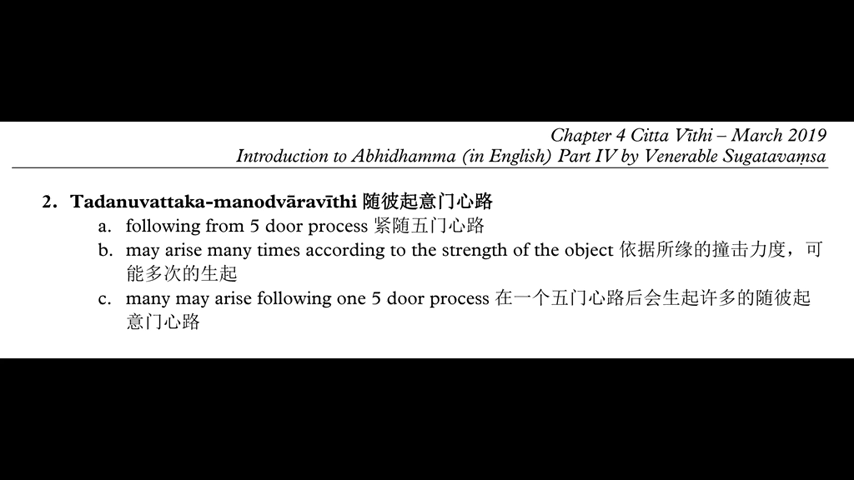 Chapter 4 Citta Vīthi – March 2019
Introduction to Abhidhamma (in English) Part IV by Venerable Sugatavaṃsa
2. Tadanuvattaka-manodvāravīthi 随彼起意门心路
a. following from 5 door process 紧随五门心路
b. may arise many times according to the strength of the object 依据所缘的撞击力度，可
能多次的生起
c. many may arise following one 5 door process 在一个五门心路后会生起许多的随彼起
意门心路